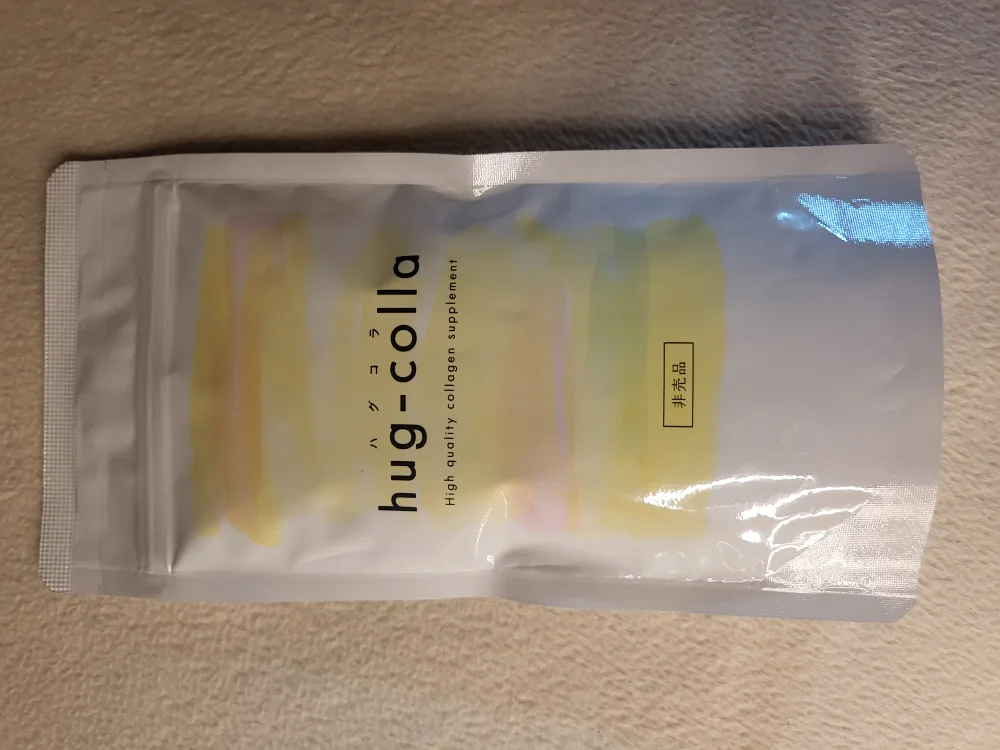 ハグコラ
hug-colla
High quality collagen supplement
非売品